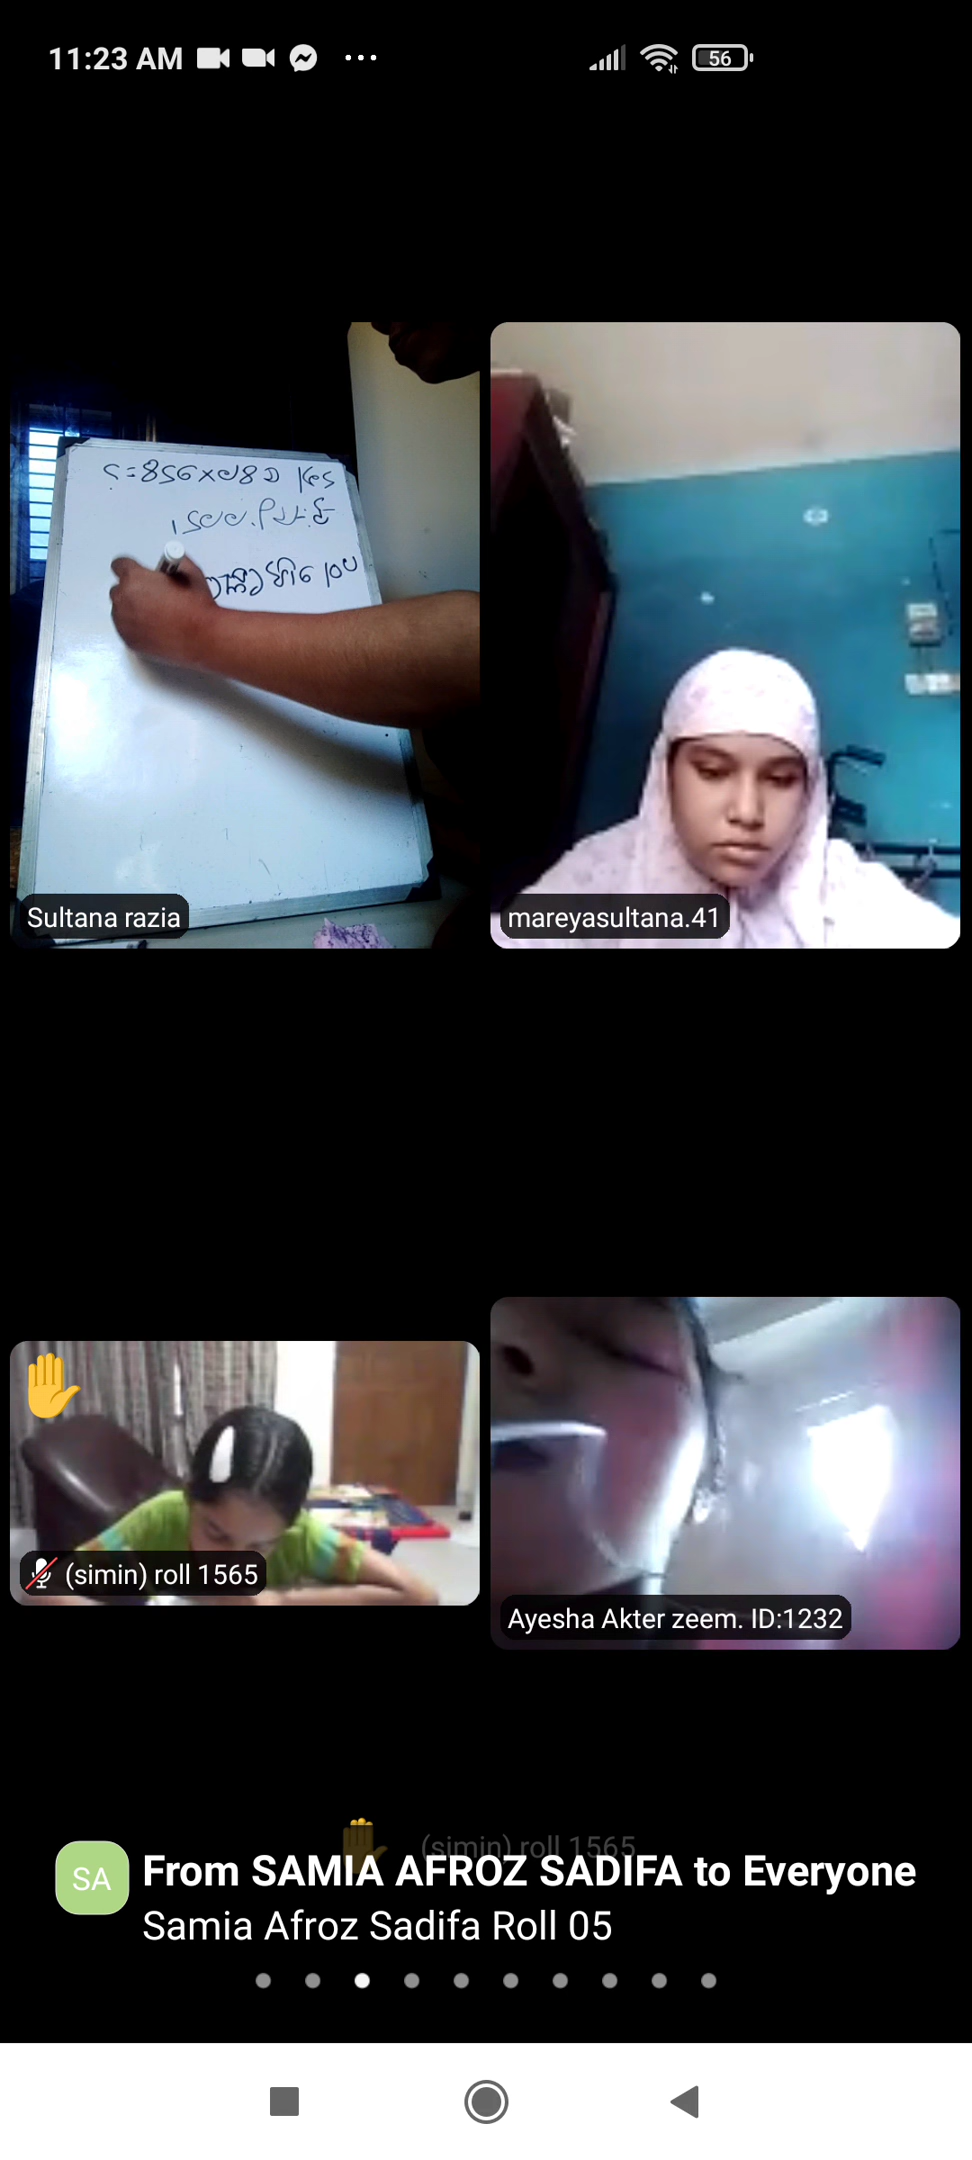 11:23 AM
56
Sultana razia
mareyasultana.41
(simin) roll 1565
Ayesha Akter zeem. ID:1232
(simin) roll 1565
SA
From SAMIA AFROZ SADIFA to Everyone
Samia Afroz Sadifa Roll 05